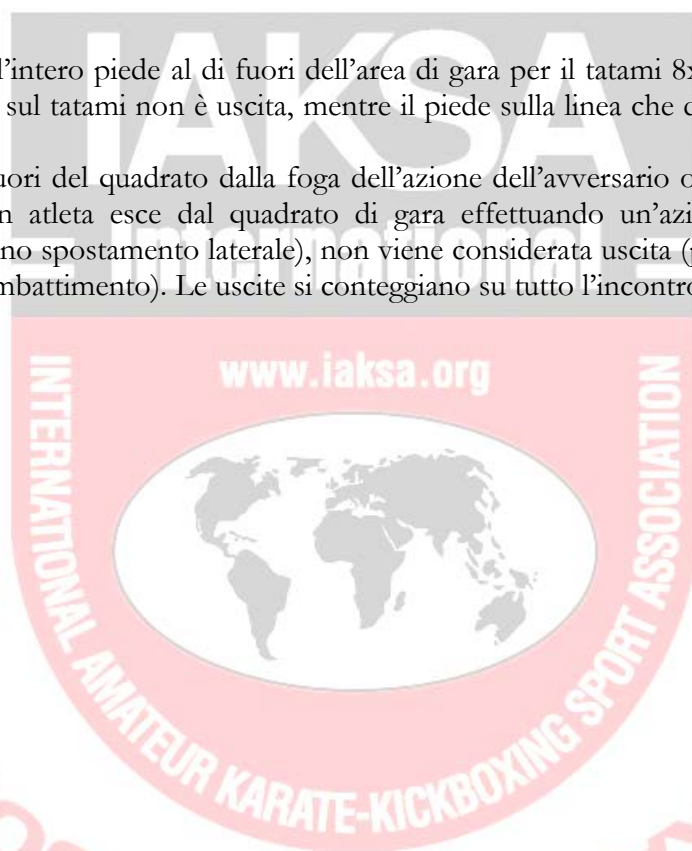 IAKSA
l'intero piede al di fuori dell'area di gara per il tatami 8x
sul tatami non è uscita, mentre il piede sulla linea che
uori del quadrato dalla foga dell'azione dell'avversario o
n atleta esce dal quadrato di gara effettuando un'azi
no spostamento laterale), non viene considerata uscita (
mbattimento). Le uscite si conteggiano su tutto l'incontro
International
www.iaksa.org
INTERNATIONAL AMATEUR KARATE-KICKBOXING SPORT ASSOCIATION